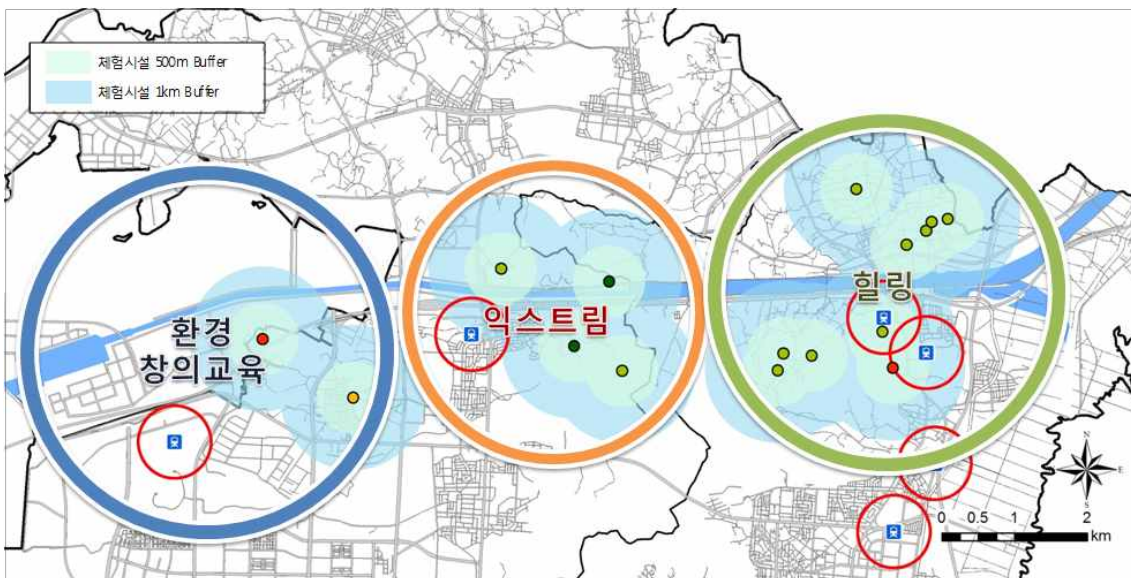 체험시설 500m Buffer
체험시설 1km Buffer
환경
창의교육
익스트림
힐링
N
W
E
S
0 0.5 1 2
km